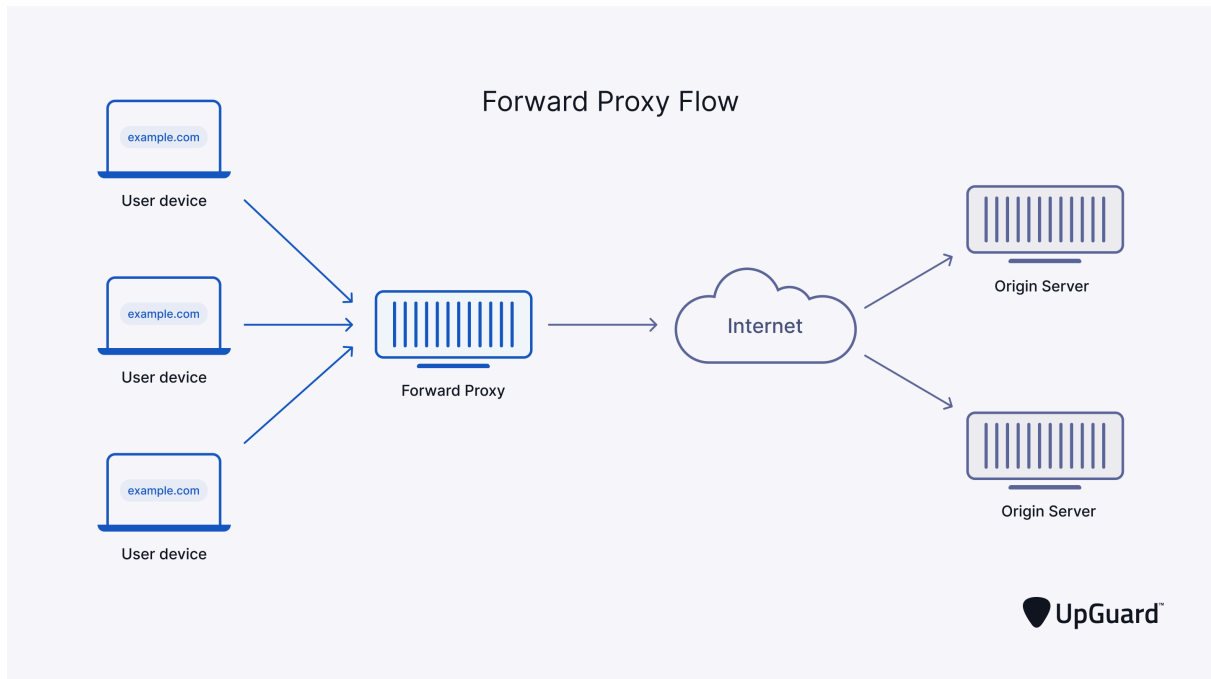 Forward Proxy Flow
example.com
User device
example.com
User device
example.com
User device
Forward Proxy
Internet
Origin Server
Origin Server
UpGuard™